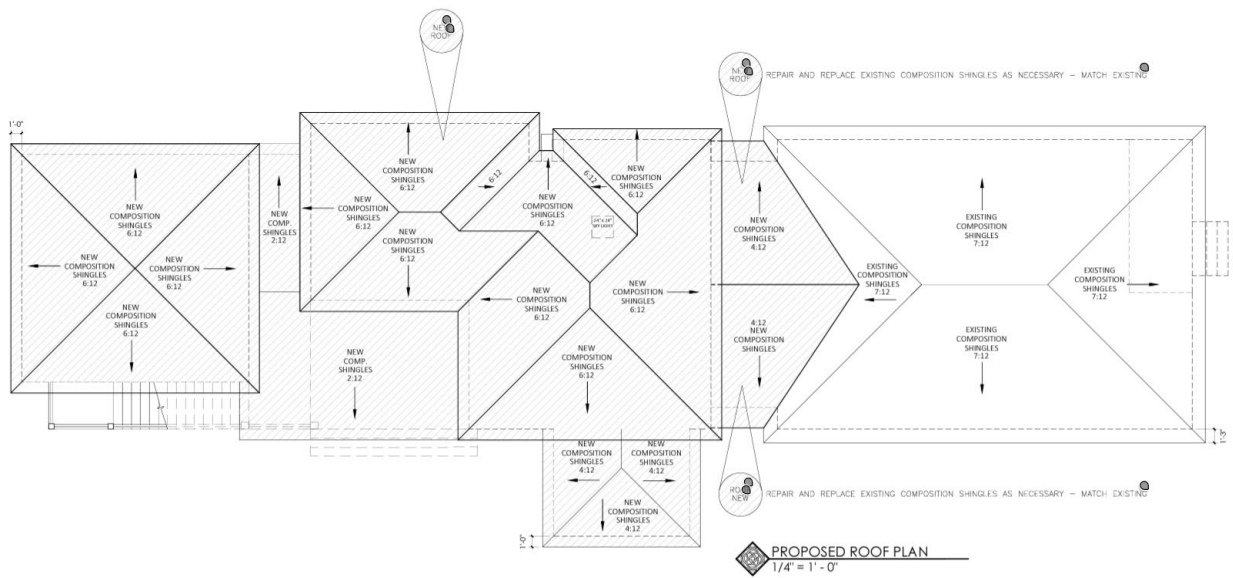 NEW
ROOF
NEW
ROOF
REPAIR AND REPLACE EXISTING COMPOSITION SHINGLES AS NECESSARY - MATCH EXISTING
1'-0"
NEW
COMPOSITION
SHINGLES
6:12
NEW
COMPOSITION
SHINGLES
6:12
NEW
COMPOSITION
SHINGLES
6:12
NEW
COMPOSITION
SHINGLES
6:12
NEW
COMP.
SHINGLES
2:12
NEW
COMPOSITION
SHINGLES
6:12
NEW
COMPOSITION
SHINGLES
6:12
NEW
COMPOSITION
SHINGLES
6:12
6:12
NEW
COMPOSITION
SHINGLES
6:12
6:12
NEW
COMPOSITION
SHINGLES
6:12
24" x 24"
NEW
COMPOSITION
SHINGLES
6:12
NEW
COMPOSITION
SHINGLES
6:12
NEW
COMPOSITION
SHINGLES
6:12
NEW
COMP.
SHINGLES
2:12
NEW
COMPOSITION
SHINGLES
4:12
4:12
NEW
COMPOSITION
SHINGLES
EXISTING
COMPOSITION
SHINGLES
7:12
EXISTING
COMPOSITION
SHINGLES
7:12
EXISTING
COMPOSITION
SHINGLES
7:12
EXISTING
COMPOSITION
SHINGLES
7:12
1'-3"
NEW
COMPOSITION
SHINGLES
4:12
NEW
COMPOSITION
SHINGLES
4:12
NEW
COMPOSITION
SHINGLES
4:12
1'-0"
NEW
REPAIR AND REPLACE EXISTING COMPOSITION SHINGLES AS NECESSARY - MATCH EXISTING
PROPOSED ROOF PLAN
1/4" = 1' - 0"